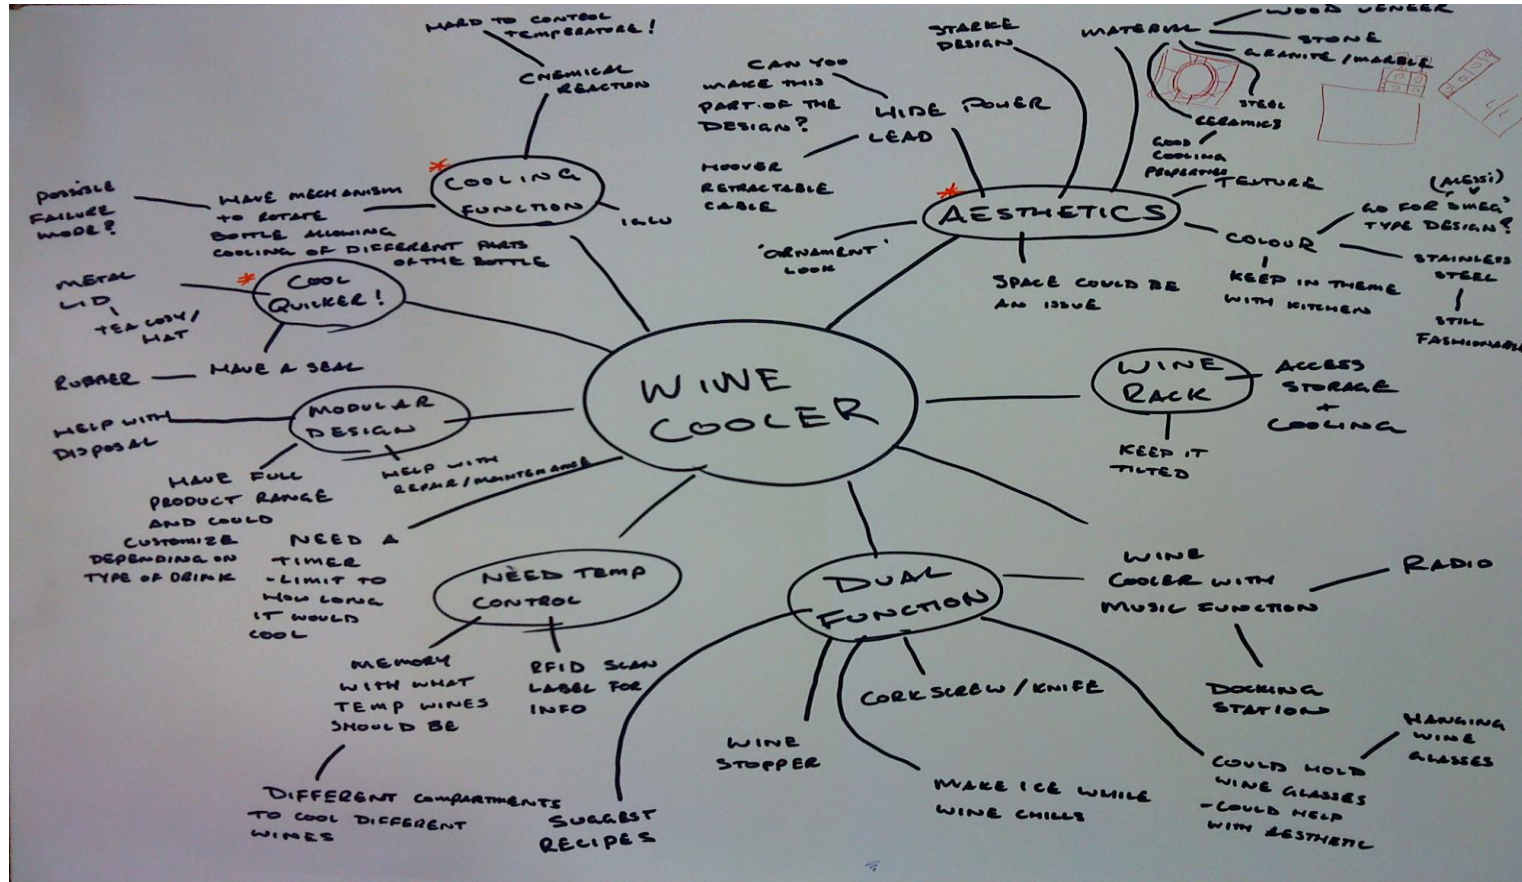 WINE
COOLER
COOLING
FUNCTION
CHEMICAL
REACTION
HARD TO CONTROL
TEMPERATURE!
IGLU
HAVE MECHANISM
TO ROTATE
BOTTLE ALLOWING
COOLING OF DIFFERENT PARTS
OF THE BOTTLE
POSSIBLE
FAILURE
MODE?
COOL
QUICKER!
METAL
LID
TEA COSY/
HAT
HAVE A SEAL
RUBBER
MODULAR
DESIGN
HELP WITH
DISPOSAL
HAVE FULL
PRODUCT RANGE
AND COULD
CUSTOMIZE
DEPENDING ON
TYPE OF DRINK
HELP WITH
REPAIR/MAINTENANCE
NEED A
TIMER
- LIMIT TO
HOW LONG
IT WOULD
COOL
NEED TEMP
CONTROL
MEMORY
WITH WHAT
TEMP WINES
SHOULD BE
DIFFERENT COMPARTMENTS
TO COOL DIFFERENT
WINES
RFID SCAN
LABEL FOR
INFO
DUAL
FUNCTION
SUGGEST
RECIPES
WINE
STOPPER
MAKE ICE WHILE
WINE CHILLS
CORKSCREW/KNIFE
COULD HOLD
WINE GLASSES
- COULD HELP
WITH AESTHETIC
HANGING
WINE
GLASSES
WINE
COOLER WITH
MUSIC FUNCTION
RADIO
DOCKING
STATION
WINE
RACK
ACCESS
STORAGE
+
COOLING
KEEP IT
TILTED
AESTHETICS
HIDE POWER
LEAD
CAN YOU
MAKE THIS
PART OF THE
DESIGN?
HOOVER
RETRACTABLE
CABLE
'ORNAMENT'
LOOK
SPACE COULD BE
AN ISSUE
STARKE
DESIGN
MATERIAL
WOOD VENEER
STONE
GRANITE/MARBLE
STEEL
CERAMICS
GOOD
COOLING
PROPERTIES
TEXTURE
COLOUR
KEEP IN THEME
WITH KITCHEN
(ALESSI)
GO FOR SMEG'
TYPE DESIGN?
STAINLESS
STEEL
STILL
FASHIONABLE